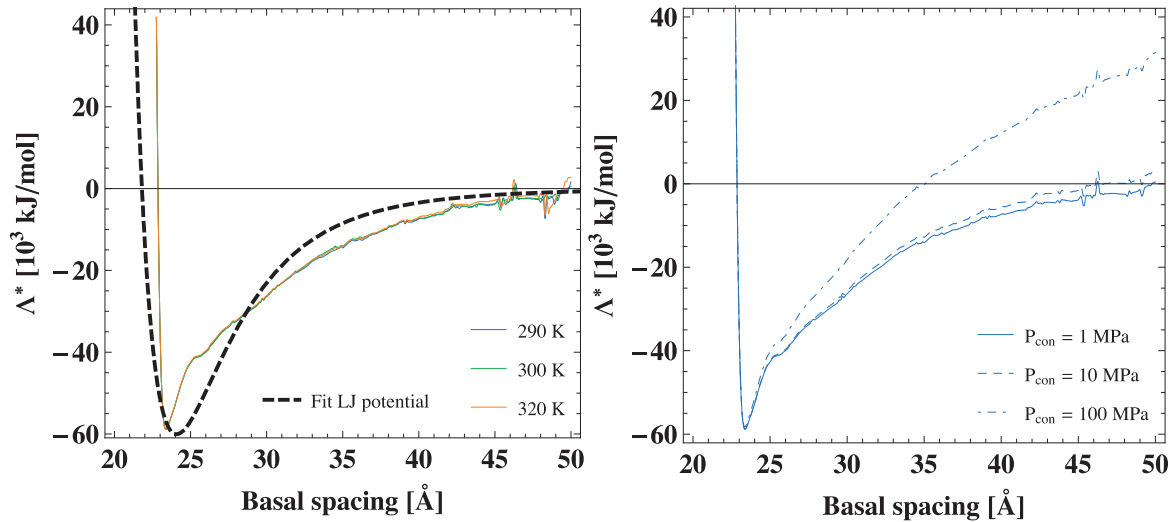 40
20
0
−20
−40
−60
Λ* [10³ kJ/mol]
290 K
300 K
320 K
Fit LJ potential
20 25 30 35 40 45 50
Basal spacing [Å]
40
20
0
−20
−40
−60
Λ* [10³ kJ/mol]
P_con = 1 MPa
P_con = 10 MPa
P_con = 100 MPa
20 25 30 35 40 45 50
Basal spacing [Å]